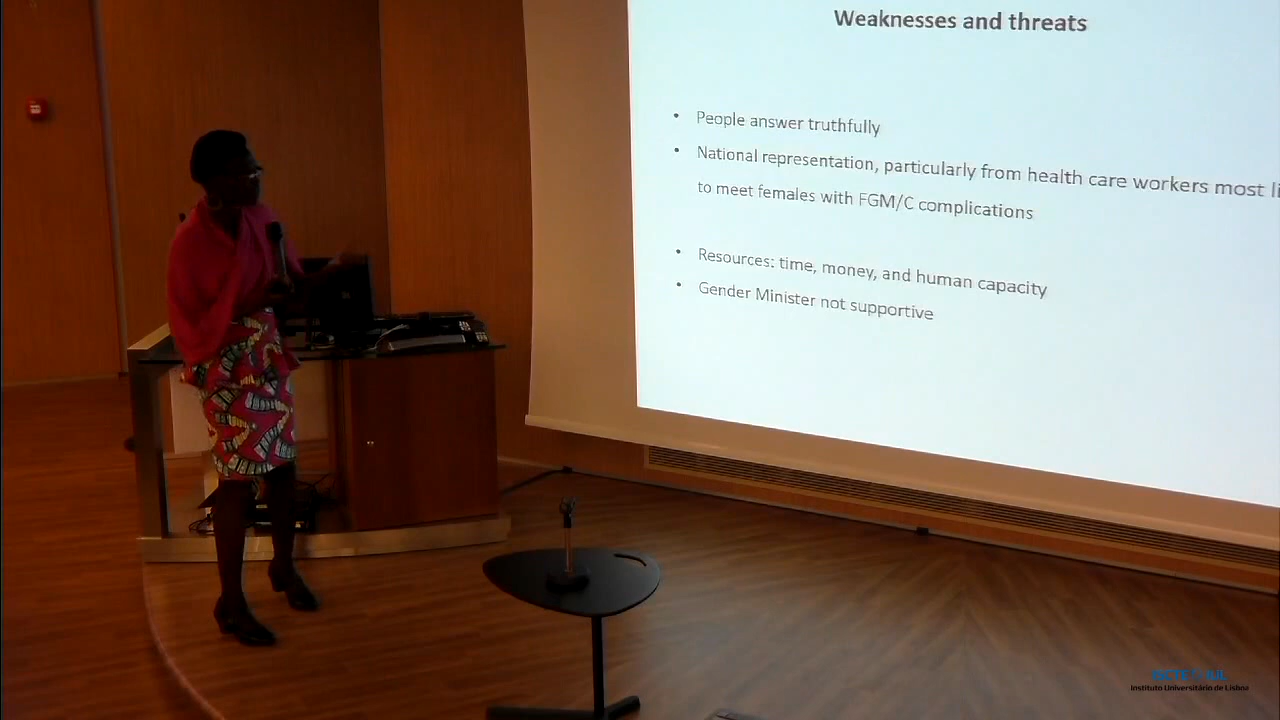 Weaknesses and threats
• People answer truthfully
• National representation, particularly from health care workers most li
to meet females with FGM/C complications
• Resources: time, money, and human capacity
• Gender Minister not supportive
Instituto Universitário de Lisboa